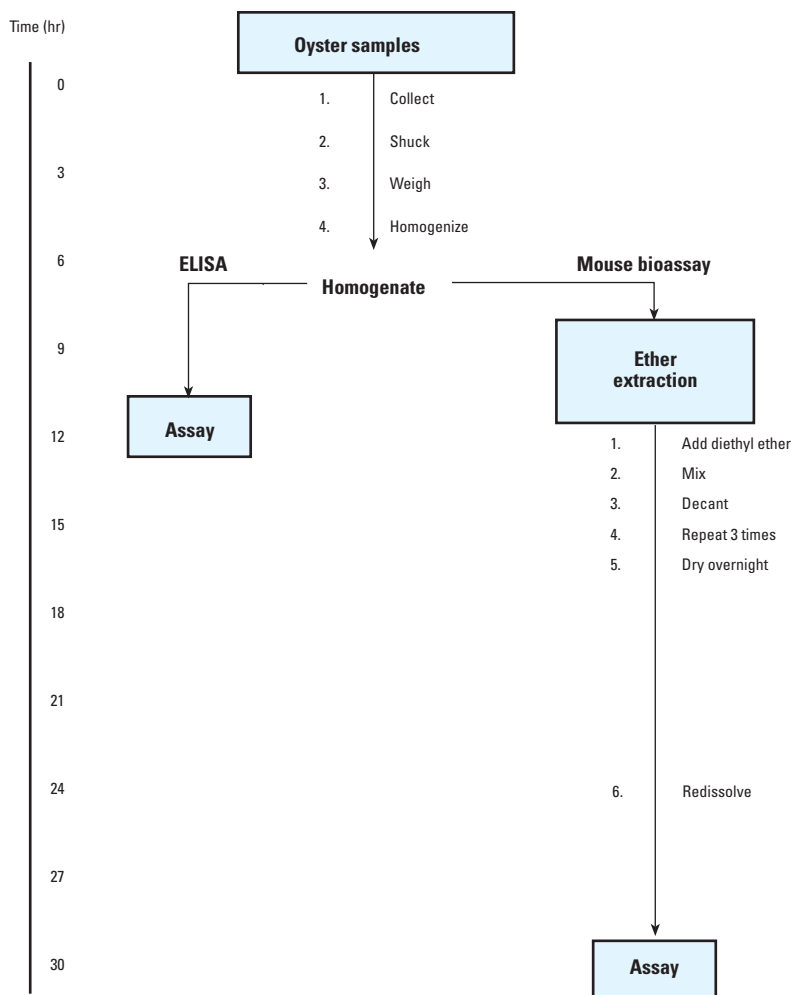 Time (hr)
Oyster samples
0
1. Collect
2. Shuck
3
3. Weigh
4. Homogenize
6
ELISA
Mouse bioassay
Homogenate
9
Ether
extraction
Assay
12
1. Add diethyl ether
2. Mix
3. Decant
15
4. Repeat 3 times
5. Dry overnight
18
21
24
6. Redissolve
27
30
Assay